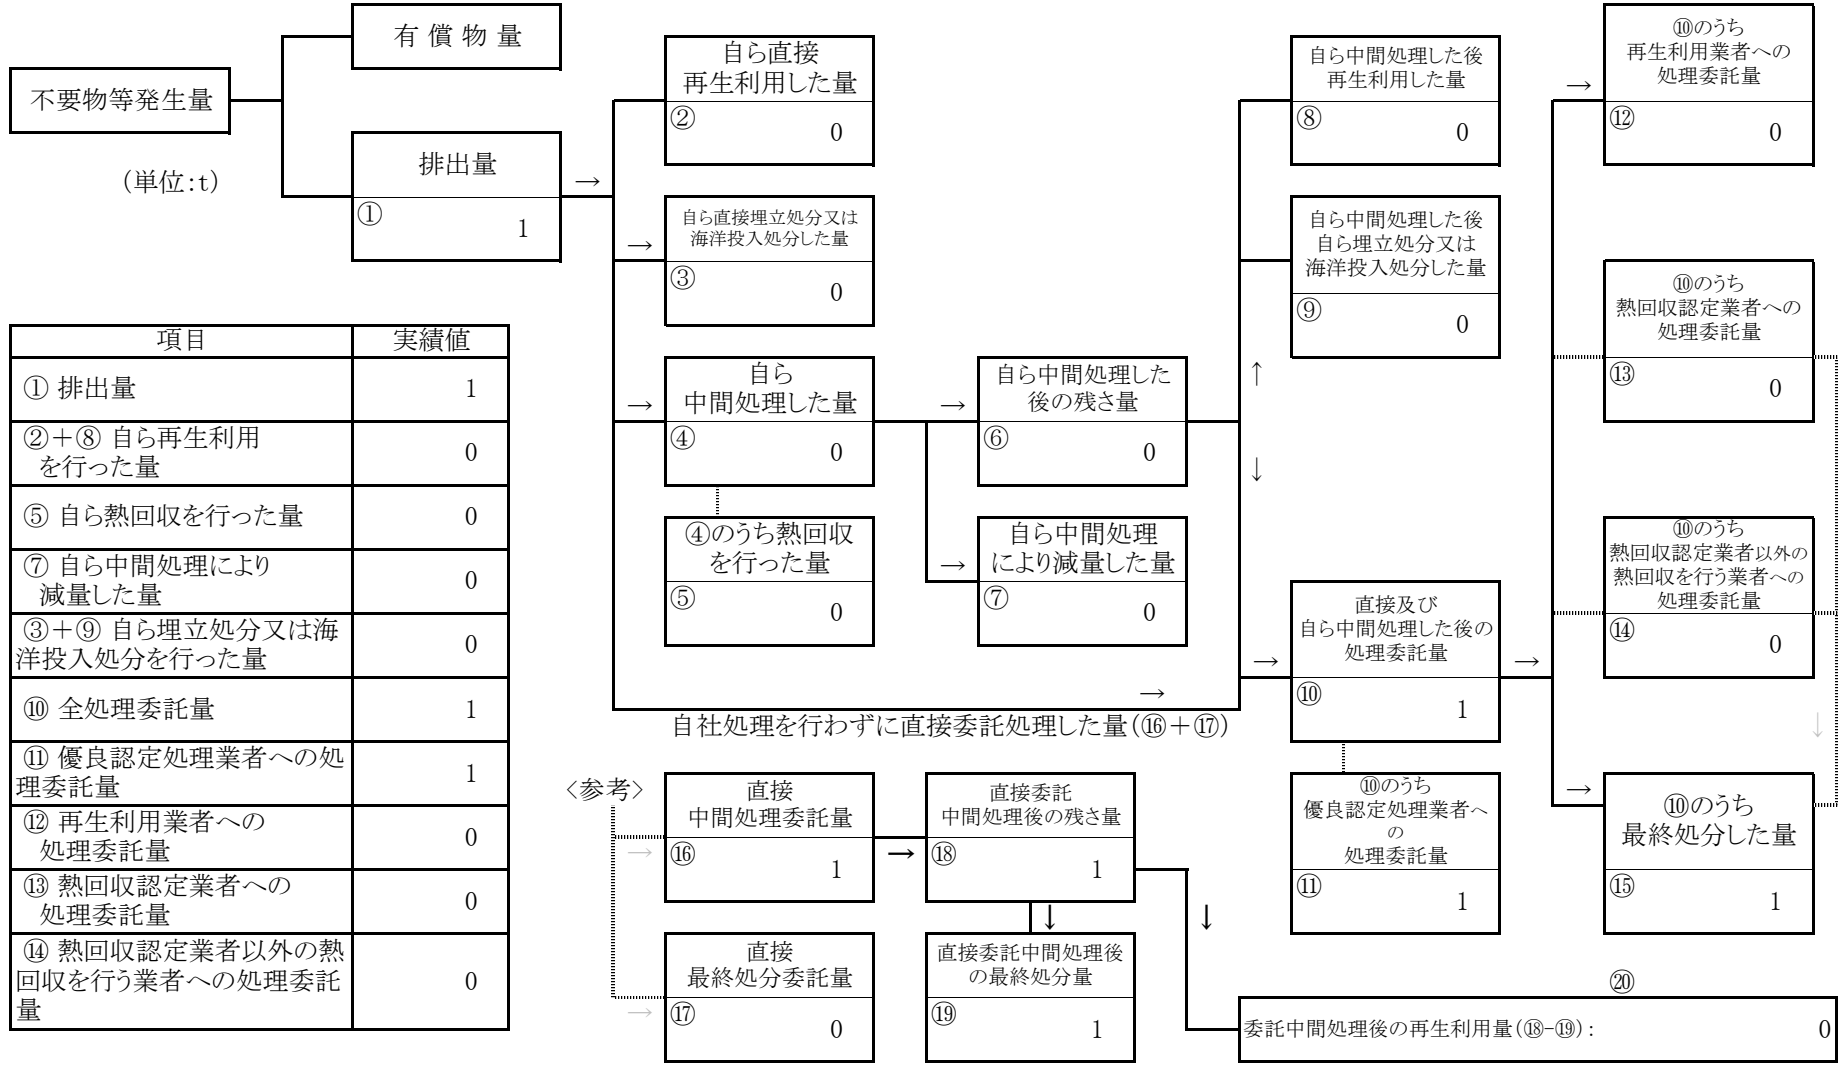 有 償 物 量
不要物等発生量
(単位:t)
排出量
①
1
→
自ら直接
再生利用した量
②
0
→
自ら直接埋立処分又は
海洋投入処分した量
③
0
→
自ら
中間処理した量
④
0
④のうち熱回収
を行った量
⑤
0
→
自ら中間処理した
後の残さ量
⑥
0
→
自ら中間処理
により減量した量
⑦
0
自ら中間処理した後
再生利用した量
⑧
0
自ら中間処理した後
自ら埋立処分又は
海洋投入処分した量
⑨
0
↑
↓
→
自社処理を行わずに直接委託処理した量(⑯+⑰)
→
直接及び
自ら中間処理した後の
処理委託量
⑩
1
→
⑩のうち
優良認定処理業者へ
の
処理委託量
⑪
1
→
⑩のうち
再生利用業者への
処理委託量
⑫
0
⑩のうち
熱回収認定業者への
処理委託量
⑬
0
⑩のうち
熱回収認定業者以外の
熱回収を行う業者への
処理委託量
⑭
0
↓
→
⑩のうち
最終処分した量
⑮
1
項目 実績値
① 排出量 1
②+⑧ 自ら再生利用
を行った量 0
⑤ 自ら熱回収を行った量 0
⑦ 自ら中間処理により
減量した量 0
③+⑨ 自ら埋立処分又は海
洋投入処分を行った量 0
⑩ 全処理委託量 1
⑪ 優良認定処理業者への処
理委託量 1
⑫ 再生利用業者への
処理委託量 0
⑬ 熱回収認定業者への
処理委託量 0
⑭ 熱回収認定業者以外の熱
回収を行う業者への処理委託
量 0
<参考>
→
直接
中間処理委託量
⑯
1
→
直接委託
中間処理後の残さ量
⑱
1
↓
↓
→
直接
最終処分委託量
⑰
0
直接委託中間処理後
の最終処分量
⑲
1
⑳
委託中間処理後の再生利用量(⑱-⑲): 0